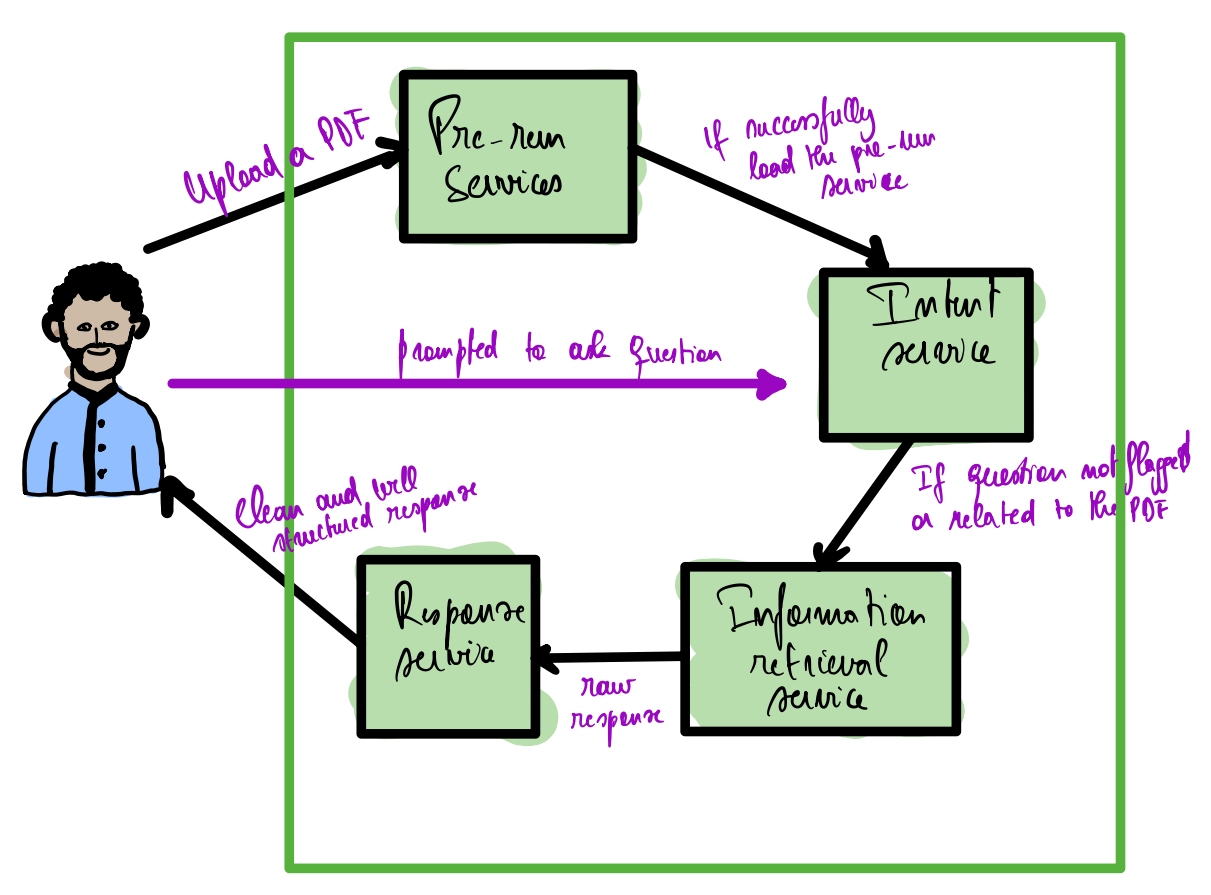 Upload a PDF
Pre-run
Services
If successfully
load the pre-run
service
Intent
service
prompted to ask question
If question not flagged
or related to the PDF
Clean and well
structured response
Response
service
raw
response
Information
retrieval
service